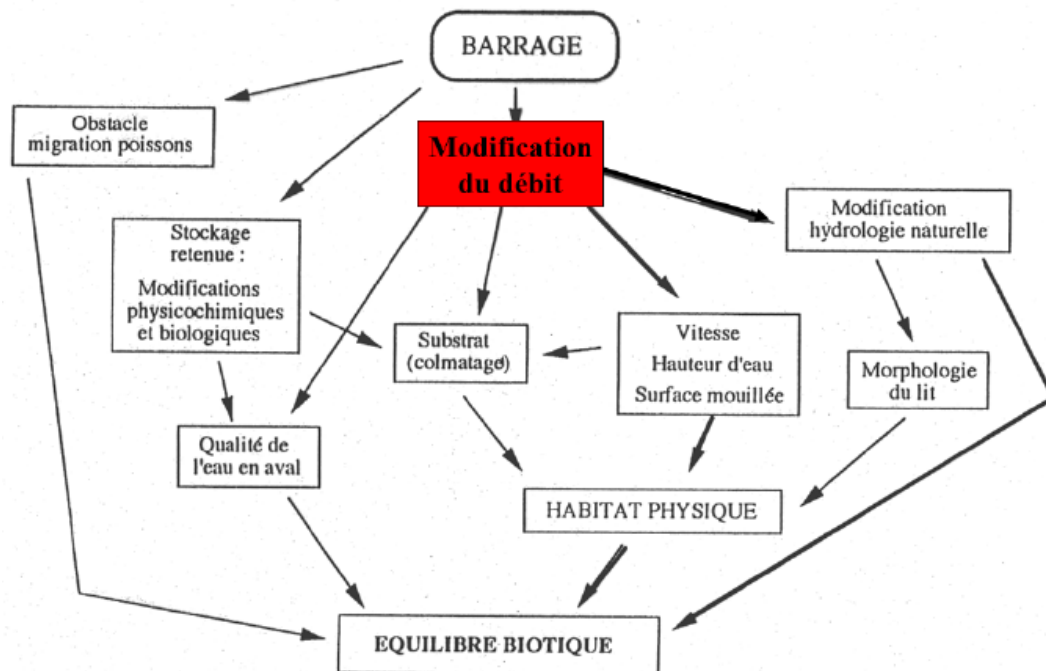 BARRAGE
Obstacle
migration poissons
Modification
du débit
Modification
hydrologie naturelle
Stockage
retenue :
Modifications
physicochimiques
et biologiques
Substrat
(colmatage)
Vitesse
Hauteur d'eau
Surface mouillée
Morphologie
du lit
Qualité de
l'eau en aval
HABITAT PHYSIQUE
EQUILIBRE BIOTIQUE